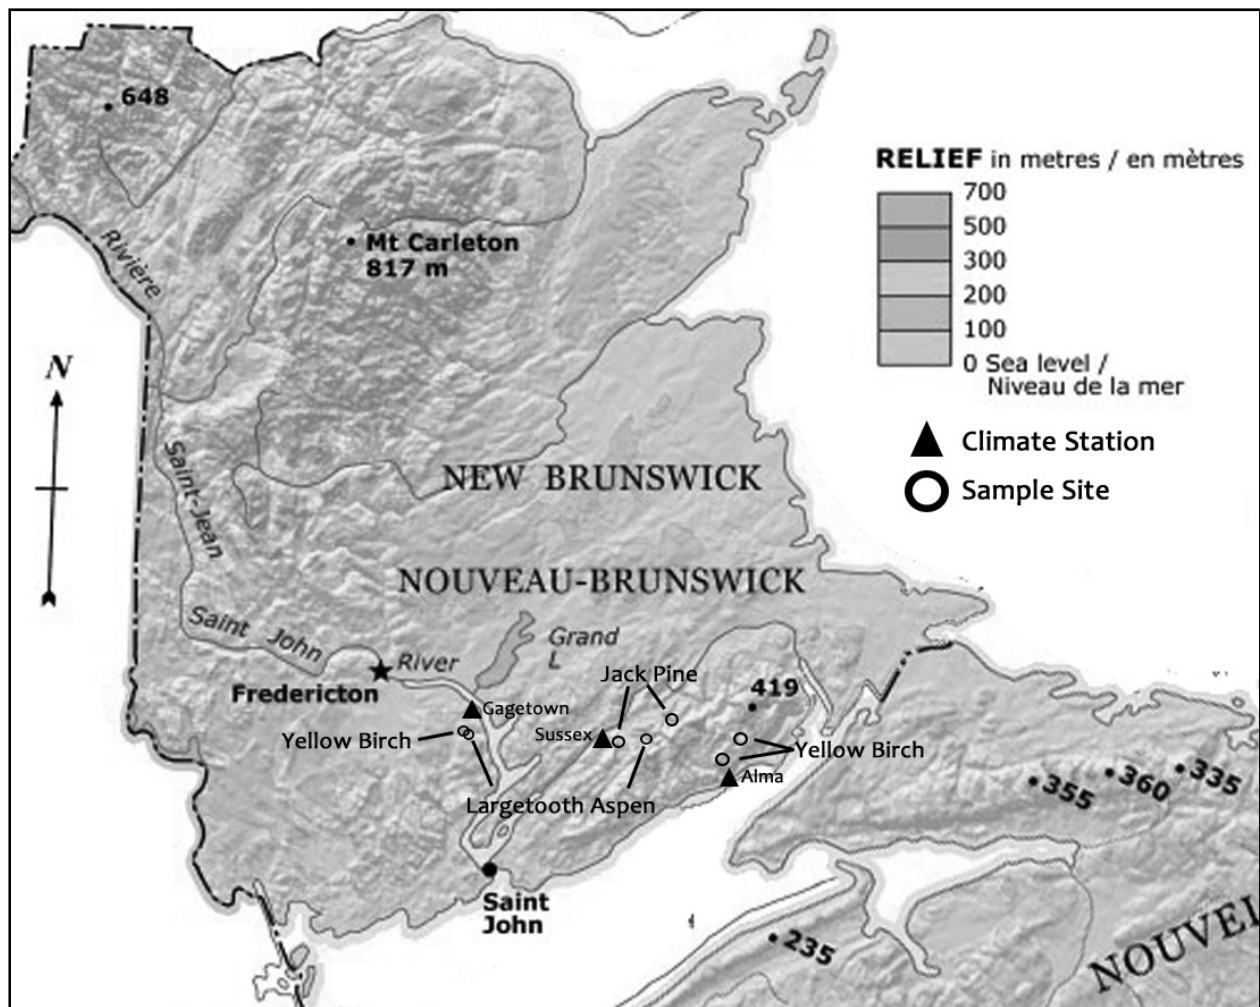 648
RELIEF in metres / en mètres
700
500
300
200
100
0 Sea level /
Niveau de la mer
Rivière
Mt Carleton
817 m
N
Climate Station
Sample Site
Saint-Jean
NEW BRUNSWICK
NOUVEAU-BRUNSWICK
Saint John
River
Grand
L
Fredericton
Jack Pine
419
Gagetown
Yellow Birch
Sussex
Yellow Birch
Alma
Largetooth Aspen
355
360
335
Saint
John
235
NOUVEL